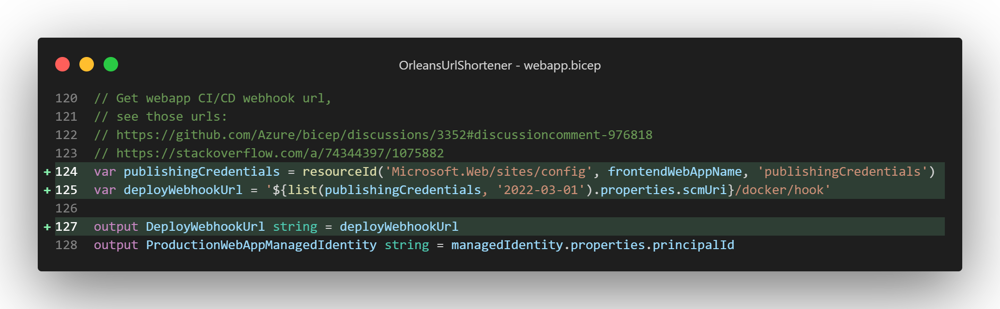 OrleansUrlShortener - webapp.bicep
120 // Get webapp CI/CD webhook url,
121 // see those urls:
122 // https://github.com/Azure/bicep/discussions/3352#discussioncomment-976818
123 // https://stackoverflow.com/a/74344397/1075882
+ 124 var publishingCredentials = resourceId('Microsoft.Web/sites/config', frontendWebAppName, 'publishingCredentials')
+ 125 var deployWebhookUrl = '${list(publishingCredentials, '2022-03-01').properties.scmUri}/docker/hook'
126
+ 127 output DeployWebhookUrl string = deployWebhookUrl
128 output ProductionWebAppManagedIdentity string = managedIdentity.properties.principalId